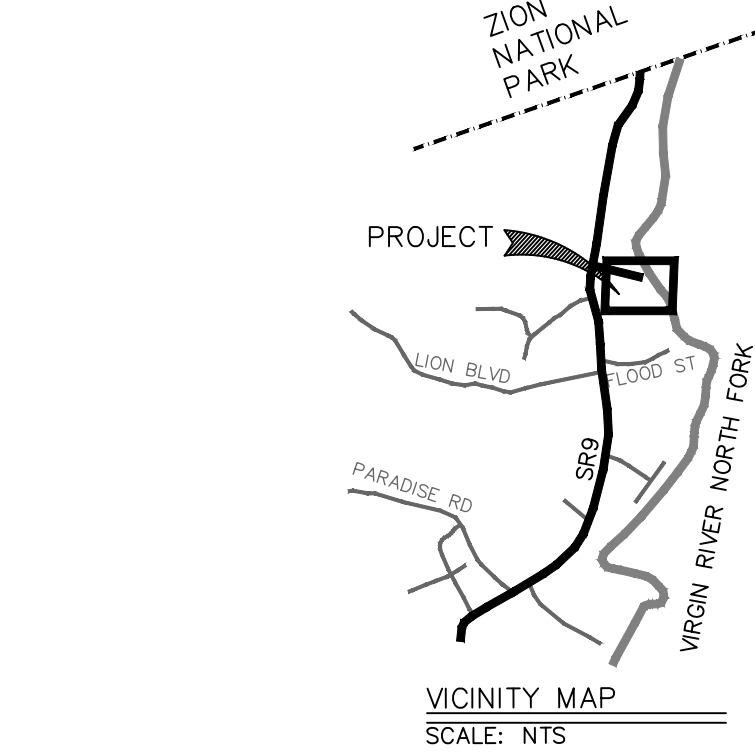 ZION
NATIONAL
PARK
PROJECT
LION BLVD
FLOOD ST
SR9
PARADISE RD
VIRGIN RIVER NORTH FORK
VICINITY MAP
SCALE: NTS